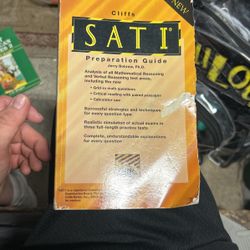 Cliffs
NEW
SAT I
Preparation Guide
Jerry Bobrow, Ph.D.
Analysis of all Mathematical Reasoning
and Verbal Reasoning test areas,
including the new
• Grid-in math questions
• Critical reading with paired passages
• Calculator use
Successful strategies and techniques
for every question type
Realistic simulation of actual exams in
three full-length practice tests
Complete, understandable explanations
for every question